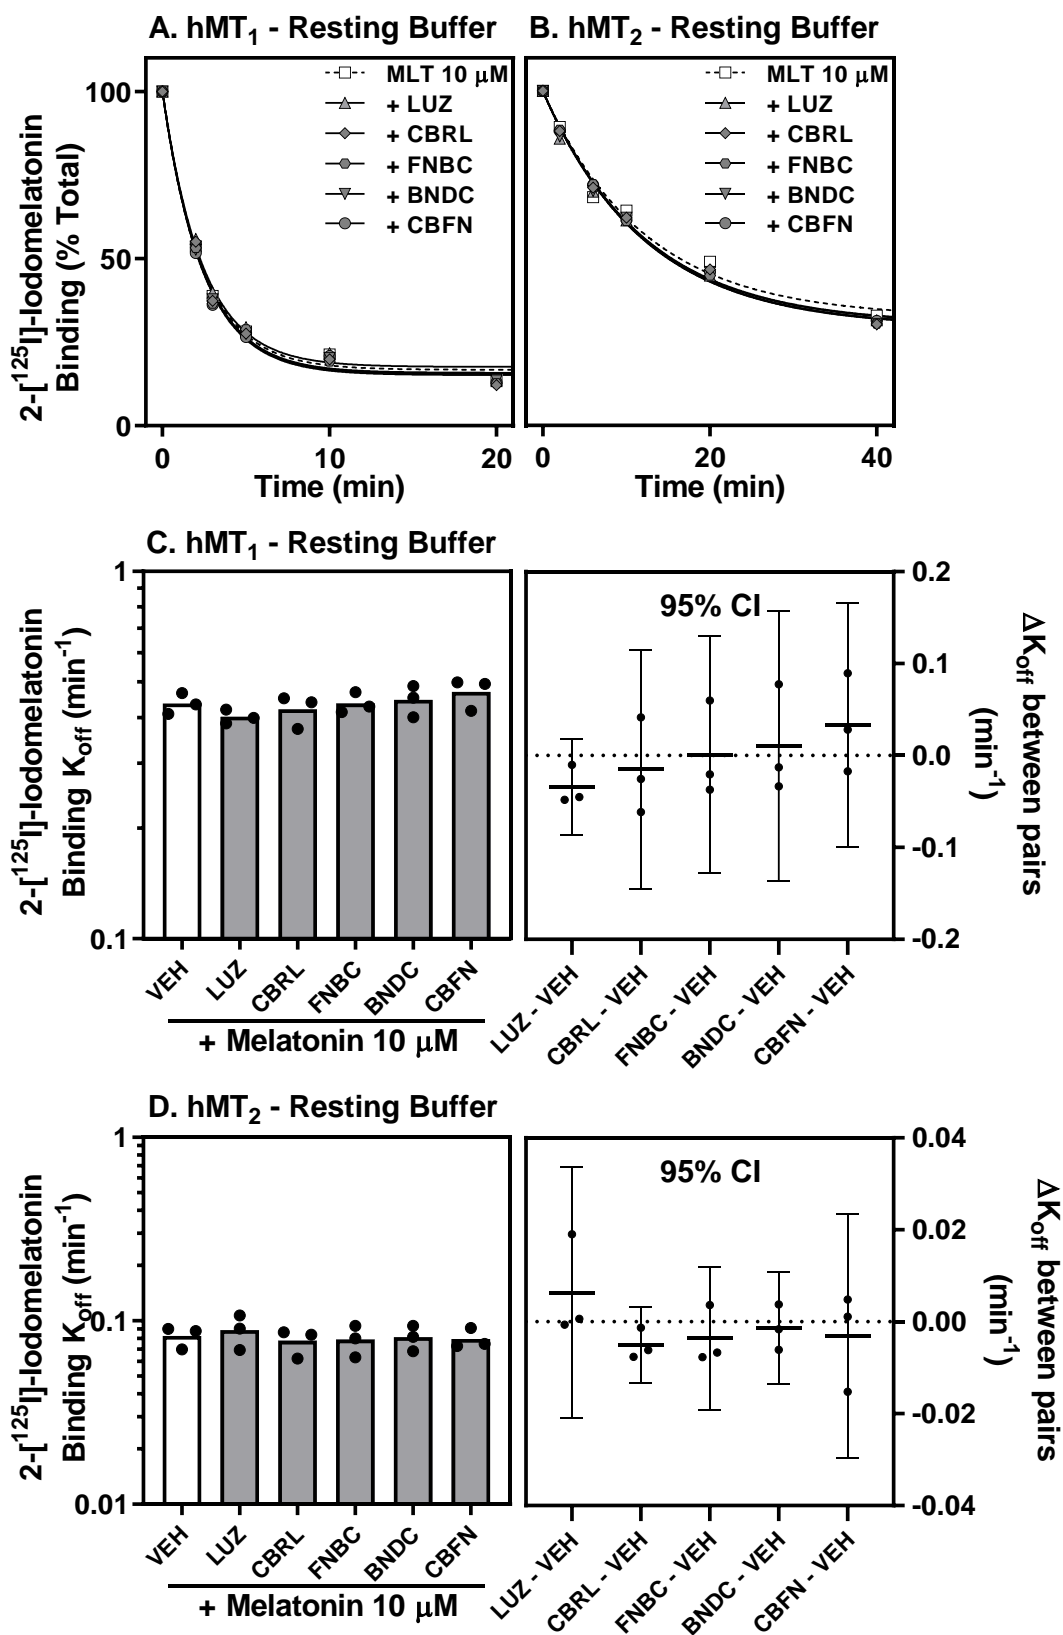 A. hMT1 - Resting Buffer
B. hMT2 - Resting Buffer
2-[125I]-Iodomelatonin
Binding (% Total)
100
50
0
MLT 10 μM
+ LUZ
+ CBRL
+ FNBC
+ BNDC
+ CBFN
0
10
20
Time (min)
MLT 10 μM
+ LUZ
+ CBRL
+ FNBC
+ BNDC
+ CBFN
0
20
40
Time (min)
C. hMT1 - Resting Buffer
2-[125I]-Iodomelatonin
Binding Koff (min-1)
1
0.1
VEH
LUZ
CBRL
FNBC
BNDC
CBFN
+ Melatonin 10 μM
95% CI
0.2
0.1
0.0
-0.1
-0.2
ΔKoff between pairs
(min-1)
LUZ - VEH
CBRL - VEH
FNBC - VEH
BNDC - VEH
CBFN - VEH
D. hMT2 - Resting Buffer
2-[125I]-Iodomelatonin
Binding Koff (min-1)
1
0.1
0.01
VEH
LUZ
CBRL
FNBC
BNDC
CBFN
+ Melatonin 10 μM
95% CI
0.04
0.02
0.00
-0.02
-0.04
ΔKoff between pairs
(min-1)
LUZ - VEH
CBRL - VEH
FNBC - VEH
BNDC - VEH
CBFN - VEH